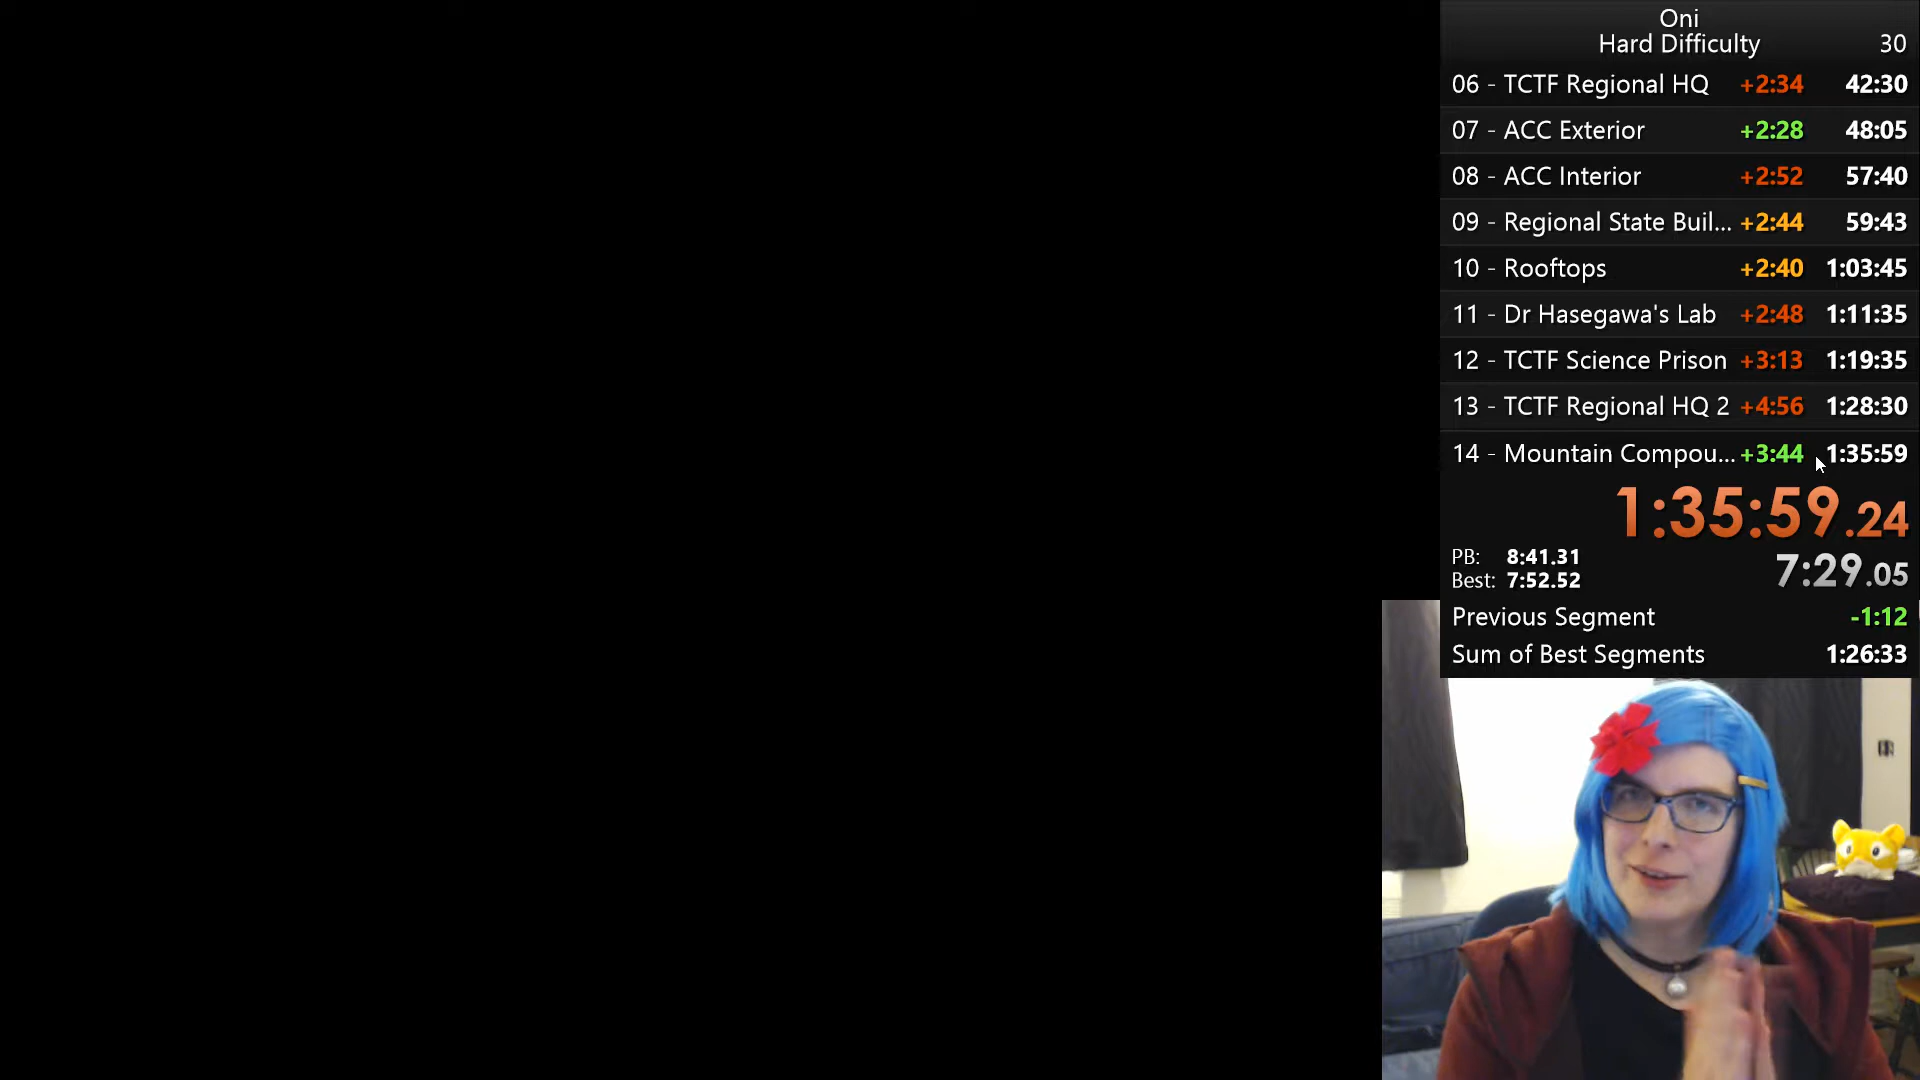 Oni
Hard Difficulty 30
06 - TCTF Regional HQ +2:34 42:30
07 - ACC Exterior +2:28 48:05
08 - ACC Interior +2:52 57:40
09 - Regional State Buil... +2:44 59:43
10 - Rooftops +2:40 1:03:45
11 - Dr Hasegawa's Lab +2:48 1:11:35
12 - TCTF Science Prison +3:13 1:19:35
13 - TCTF Regional HQ 2 +4:56 1:28:30
14 - Mountain Compou... +3:44 1:35:59
1:35:59.24
PB: 8:41.31
Best: 7:52.52
7:29.05
Previous Segment -1:12
Sum of Best Segments 1:26:33